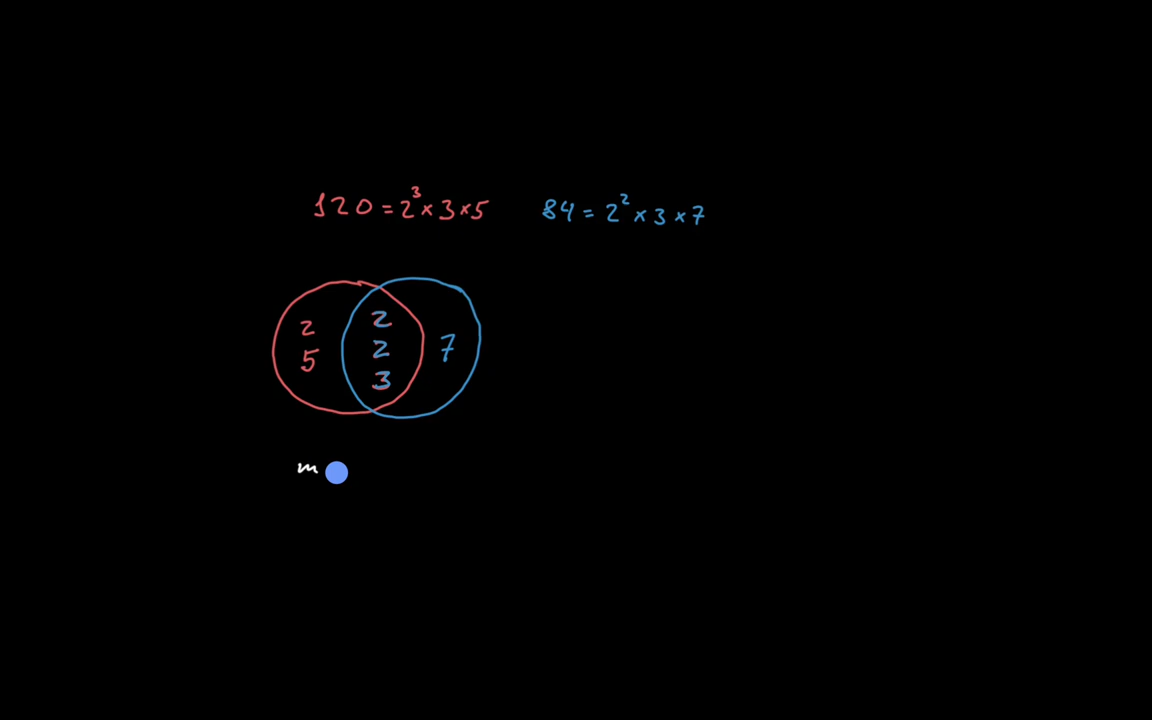 120 = 2³ × 3 × 5 84 = 2² × 3 × 7
2 2
5 2 7
3
m